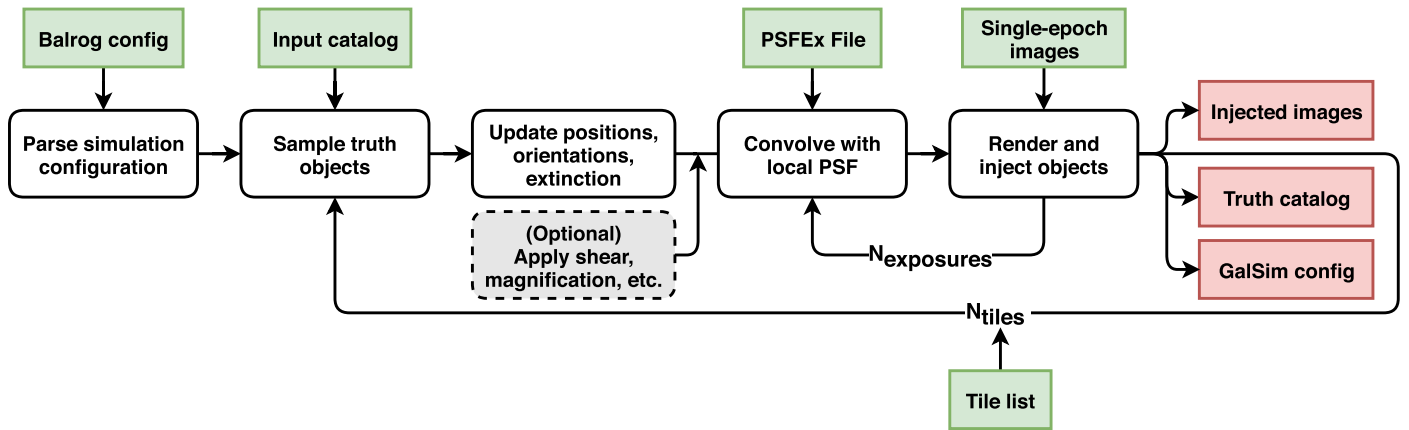 Balrog config
Input catalog
PSFEx File
Single-epoch
images
Parse simulation
configuration
Sample truth
objects
Update positions,
orientations,
extinction
Convolve with
local PSF
Render and
inject objects
Injected images
Truth catalog
GalSim config
(Optional)
Apply shear,
magnification, etc.
Nexposures
Ntiles
Tile list